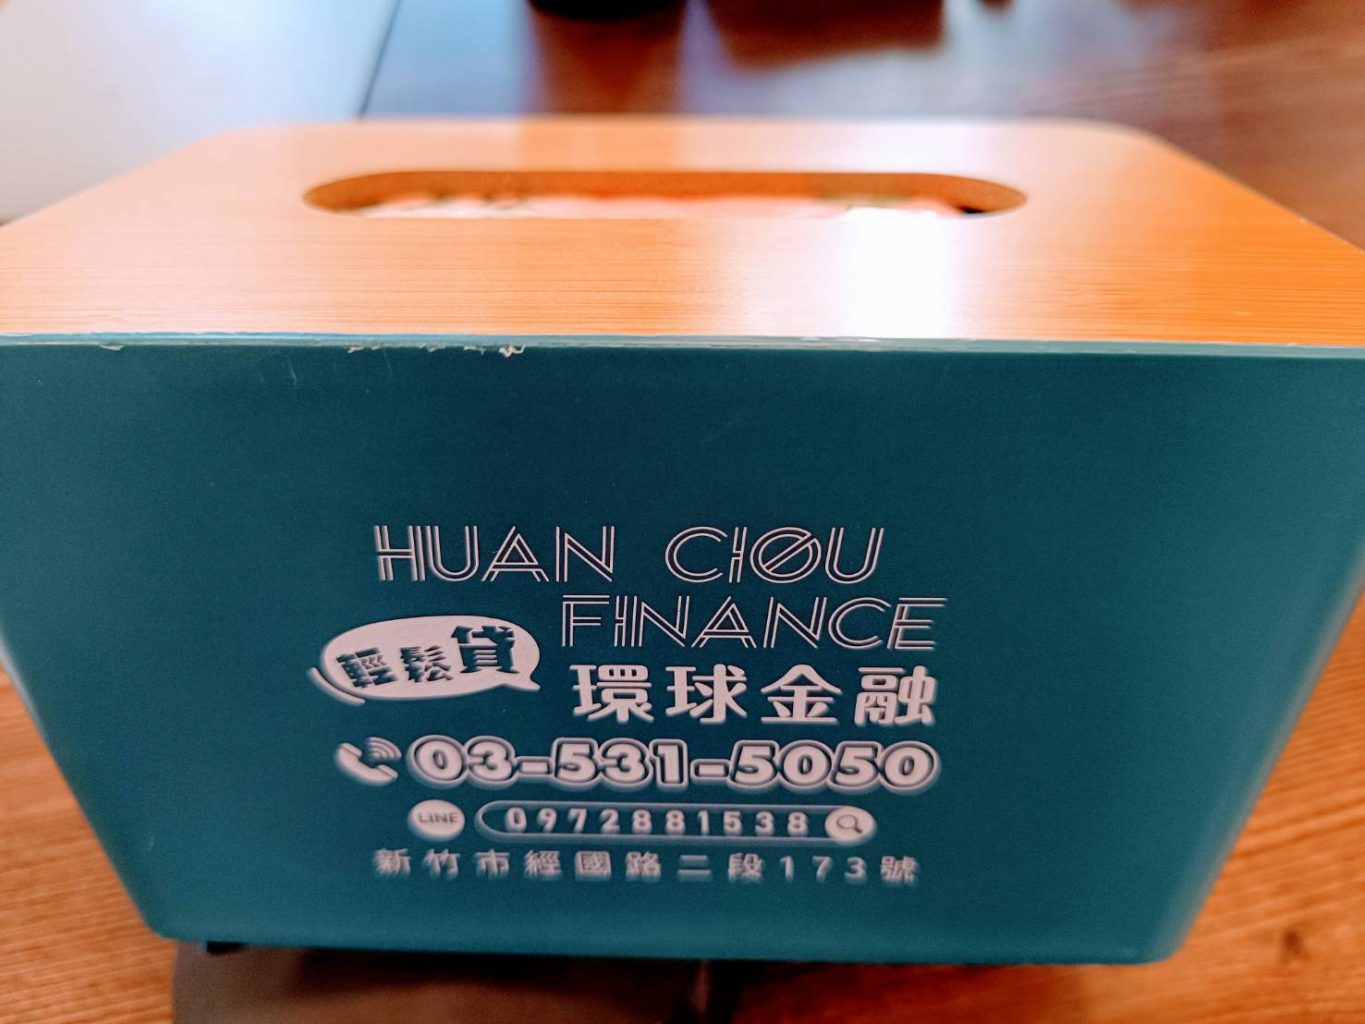 HUAN CIOU
FINANCE
輕鬆貸
環球金融
03-531-5050
LINE 0972881538
新竹市經國路二段173號